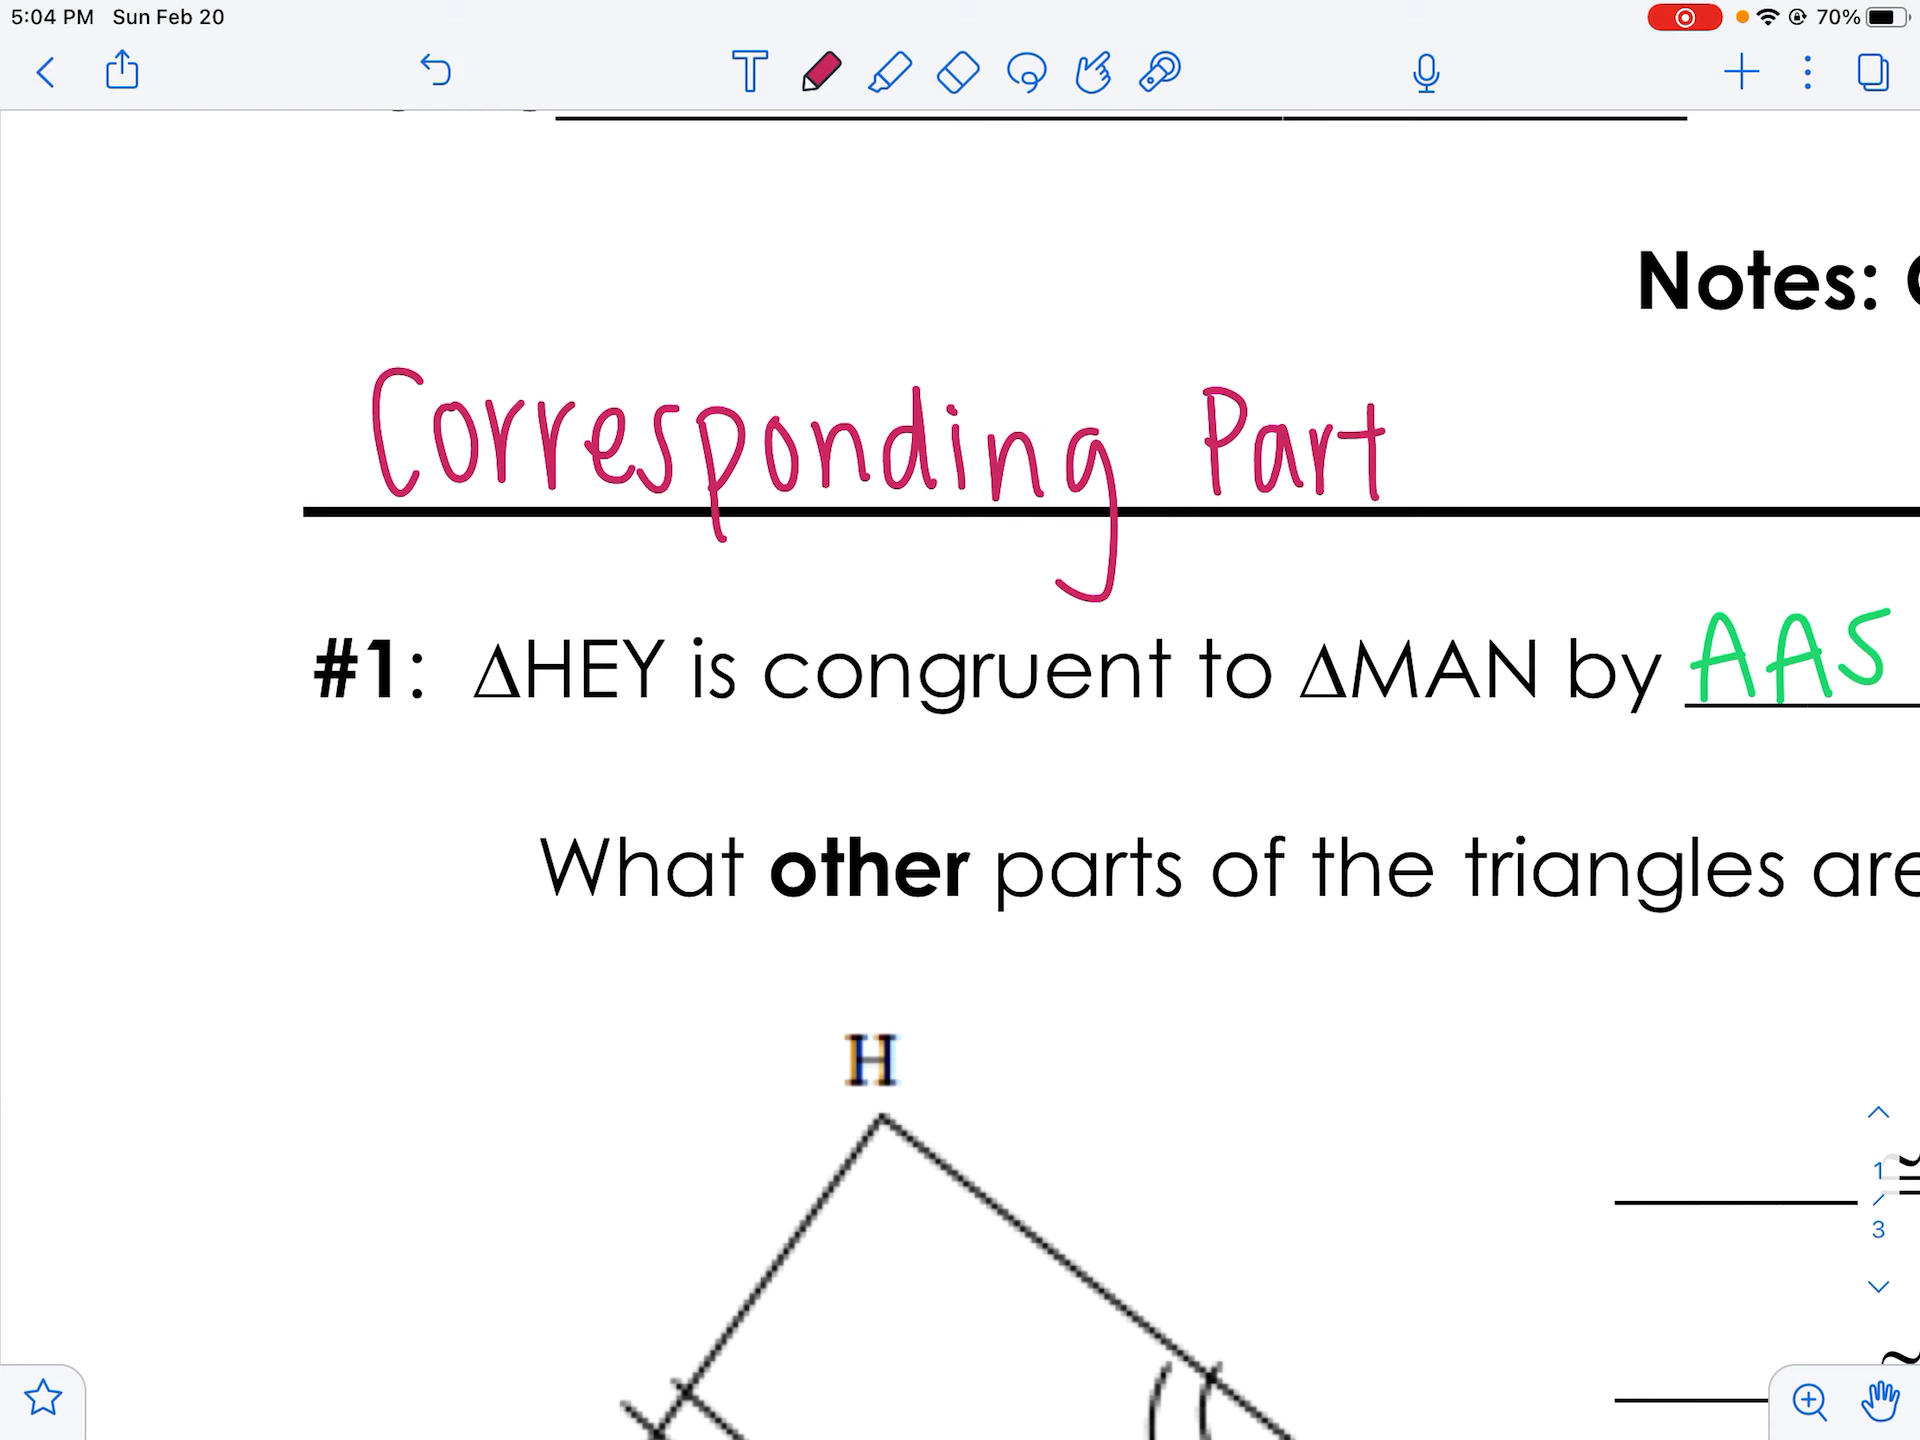 5:04 PM Sun Feb 20
70%
Notes:
Corresponding Part
#1: ΔHEY is congruent to ΔMAN by AAS
What other parts of the triangles are
H
≅
1
3